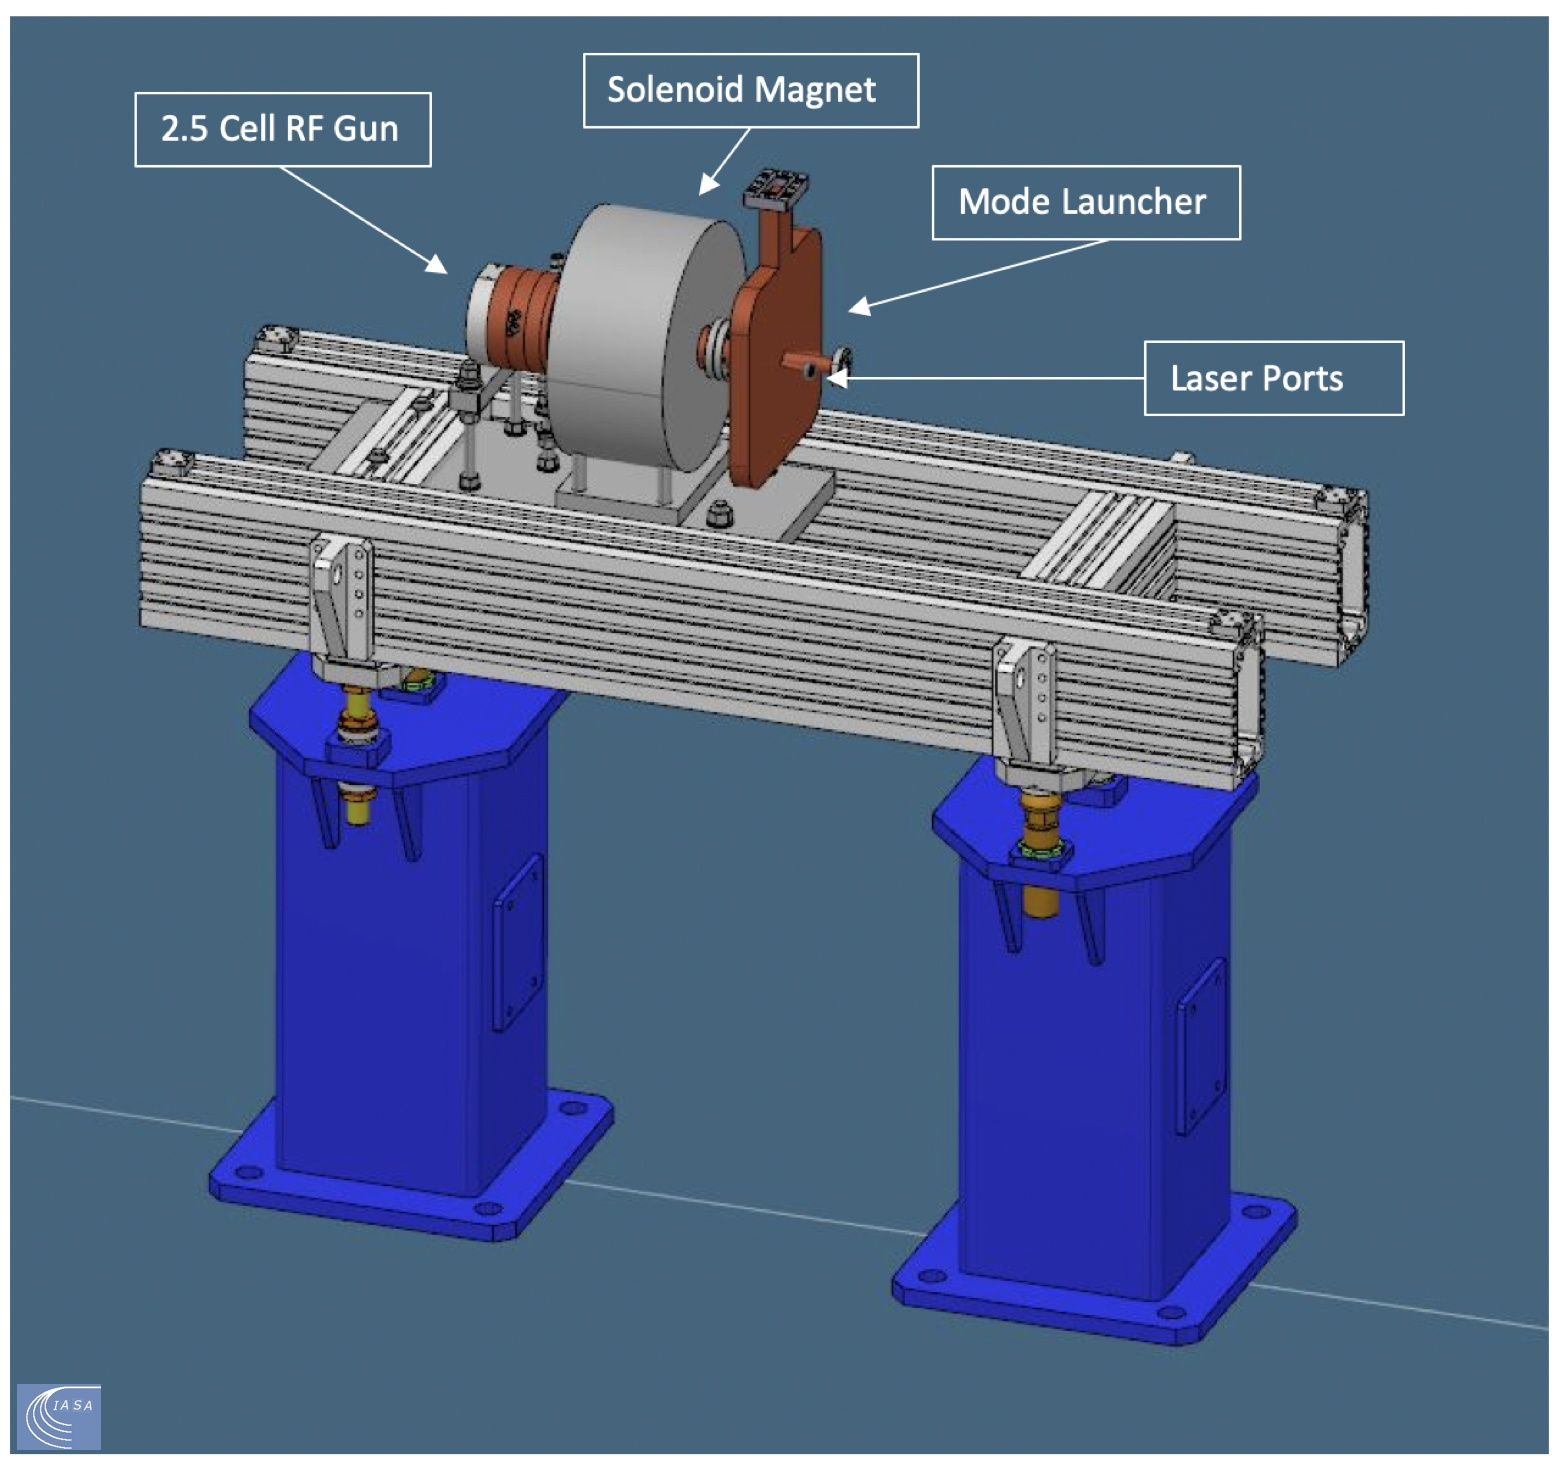 Solenoid Magnet
2.5 Cell RF Gun
Mode Launcher
Laser Ports
IASA